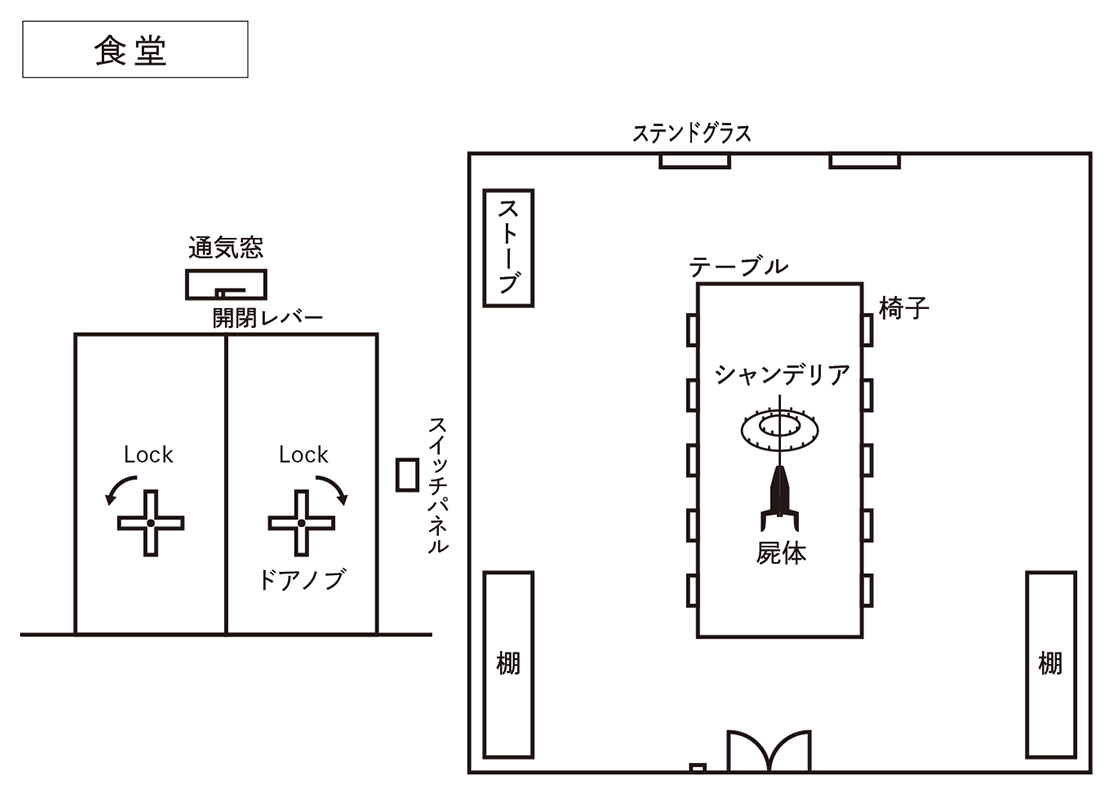 食堂
通気窓
開閉レバー
Lock
Lock
ドアノブ
スイッチパネル
ステンドグラス
ストーブ
テーブル
椅子
シャンデリア
屍体
棚
棚